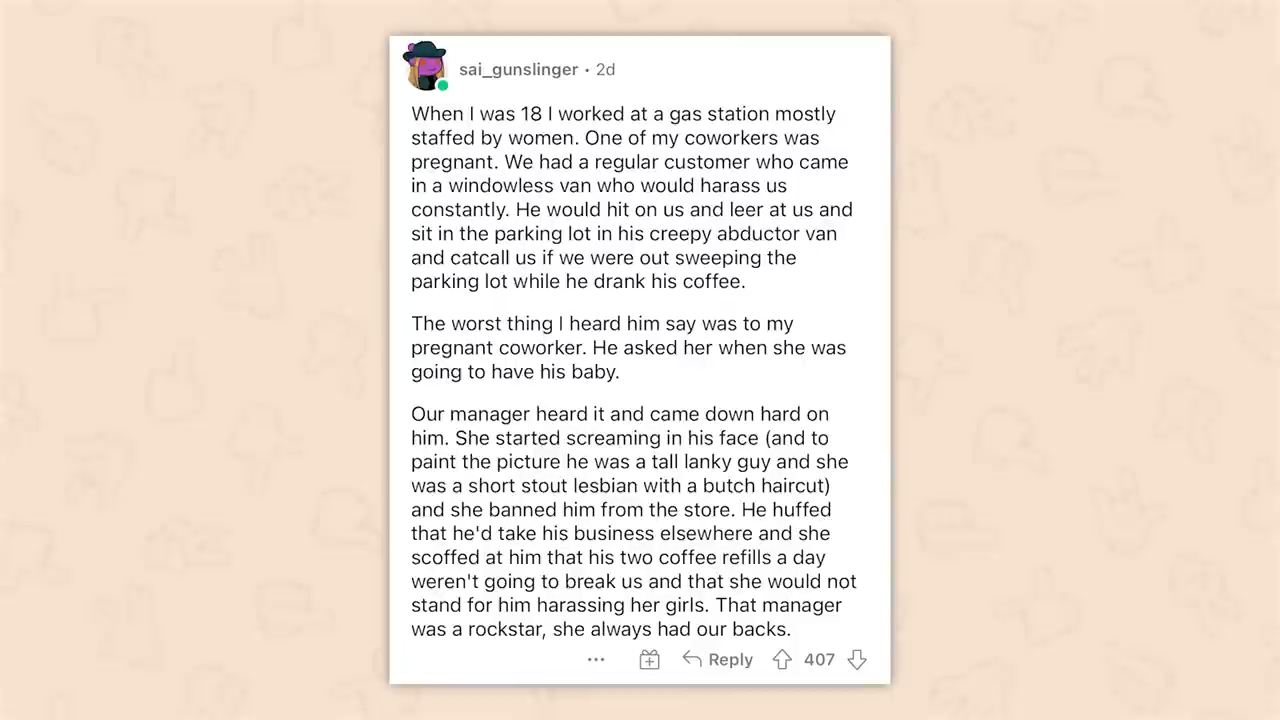 sai_gunslinger · 2d
When I was 18 I worked at a gas station mostly
staffed by women. One of my coworkers was
pregnant. We had a regular customer who came
in a windowless van who would harass us
constantly. He would hit on us and leer at us and
sit in the parking lot in his creepy abductor van
and catcall us if we were out sweeping the
parking lot while he drank his coffee.
The worst thing I heard him say was to my
pregnant coworker. He asked her when she was
going to have his baby.
Our manager heard it and came down hard on
him. She started screaming in his face (and to
paint the picture he was a tall lanky guy and she
was a short stout lesbian with a butch haircut)
and she banned him from the store. He huffed
that he'd take his business elsewhere and she
scoffed at him that his two coffee refills a day
weren't going to break us and that she would not
stand for him harassing her girls. That manager
was a rockstar, she always had our backs.
... Reply 407